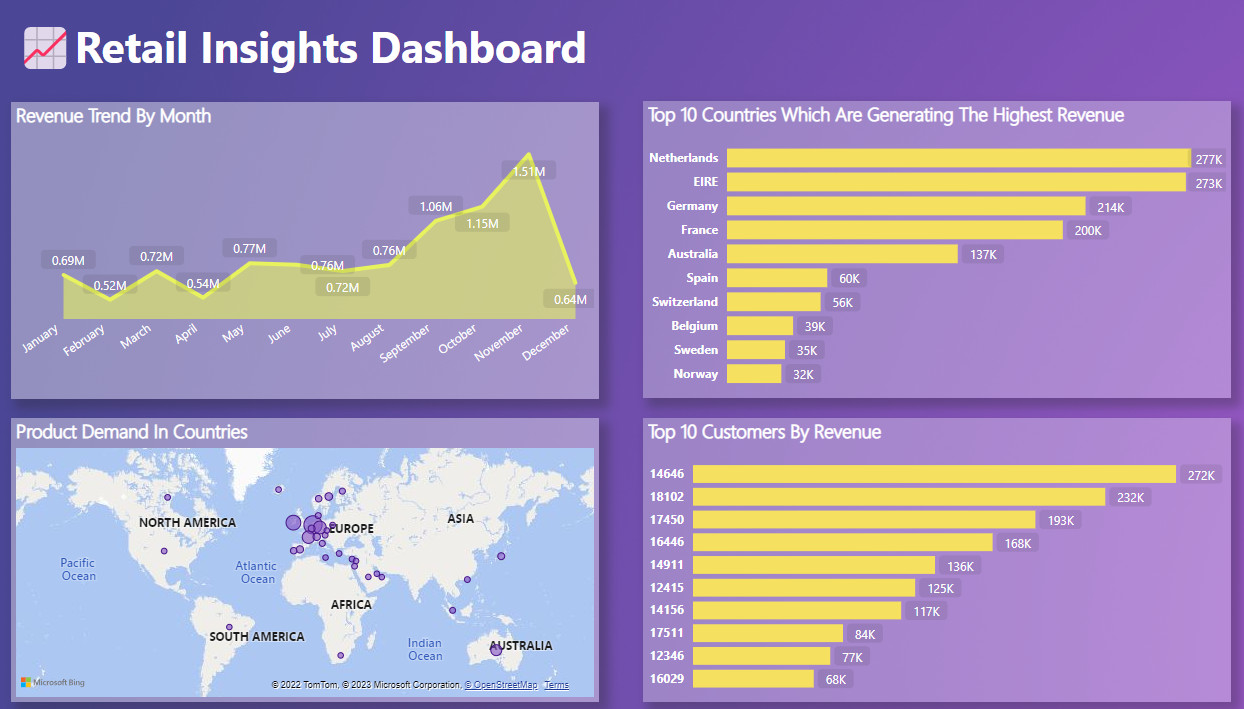 Retail Insights Dashboard
Revenue Trend By Month
0.69M
0.52M
0.72M
0.54M
0.77M
0.76M
0.72M
0.76M
1.06M
1.15M
1.51M
0.64M
January
February
March
April
May
June
July
August
September
October
November
December
Top 10 Countries Which Are Generating The Highest Revenue
Netherlands 277K
EIRE 273K
Germany 214K
France 200K
Australia 137K
Spain 60K
Switzerland 56K
Belgium 39K
Sweden 35K
Norway 32K
Product Demand In Countries
NORTH AMERICA
EUROPE
ASIA
Pacific
Ocean
Atlantic
Ocean
AFRICA
SOUTH AMERICA
Indian
Ocean
AUSTRALIA
Microsoft Bing
© 2022 TomTom, © 2023 Microsoft Corporation, © OpenStreetMap Terms
Top 10 Customers By Revenue
14646 272K
18102 232K
17450 193K
16446 168K
14911 136K
12415 125K
14156 117K
17511 84K
12346 77K
16029 68K